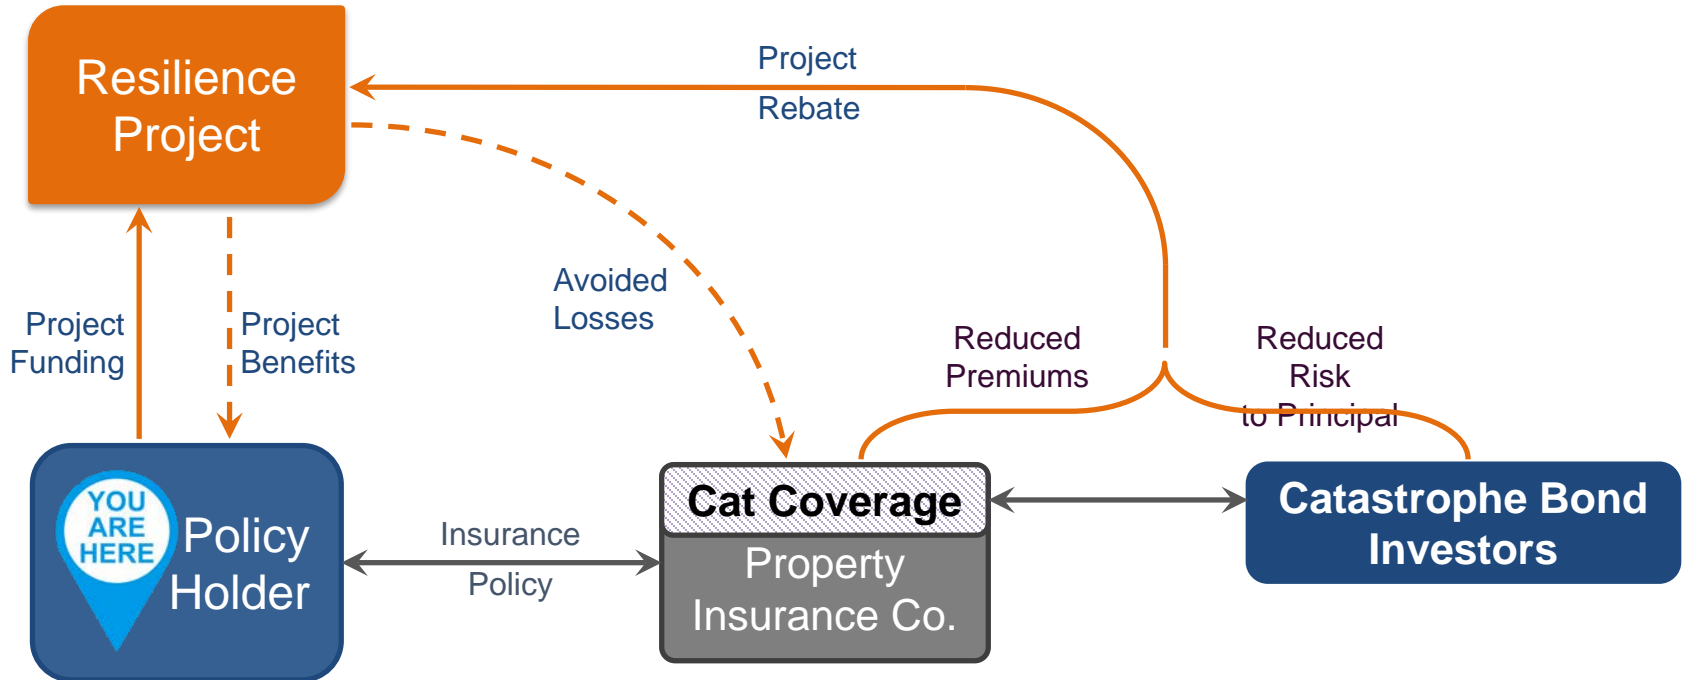 Resilience
Project
Project
Rebate
Avoided
Losses
Project
Funding
Project
Benefits
Reduced
Premiums
Reduced
Risk
to Principal
YOU
ARE
HERE
Policy
Holder
Insurance
Policy
Cat Coverage
Property
Insurance Co.
Catastrophe Bond
Investors